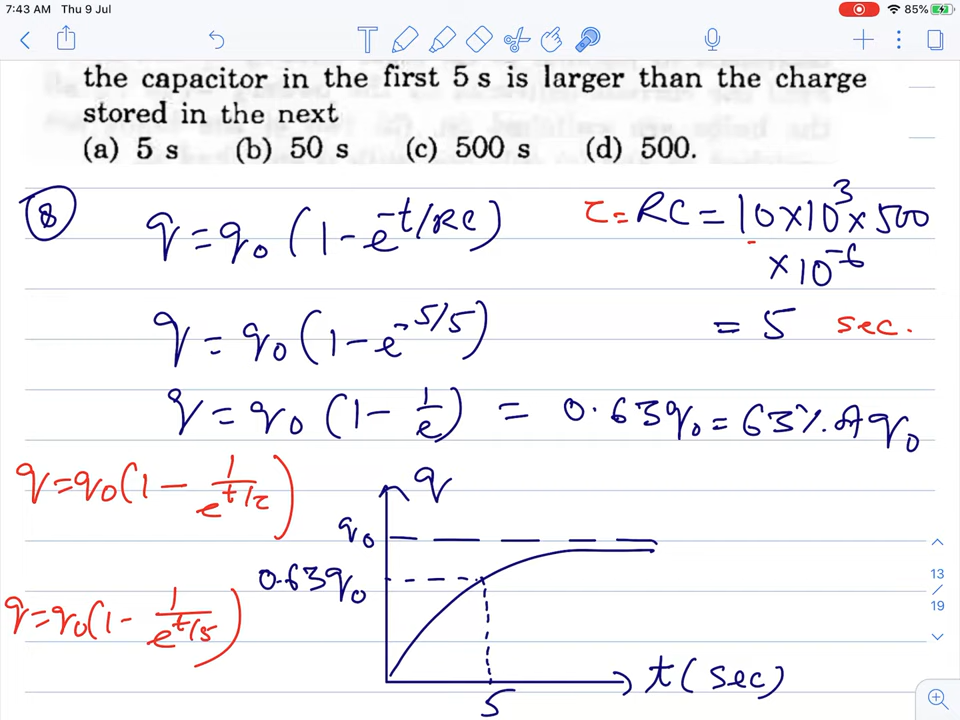 7:43 AM Thu 9 Jul 85%
the capacitor in the first 5 s is larger than the charge
stored in the next
(a) 5 s (b) 50 s (c) 500 s (d) 500.
8 q = q₀ (1 - e^-t/RC) τ = RC = 10 × 10³ × 500
× 10⁻⁶
q = q₀ (1 - e^-5/5) = 5 sec.
q = q₀ (1 - 1/e) = 0.63q₀ = 63% of q₀
q = q₀ (1 - 1/e^t/τ) q
q₀
0.63q₀
q = q₀ (1 - 1/e^t/5)
t (sec)
5
13
/
19